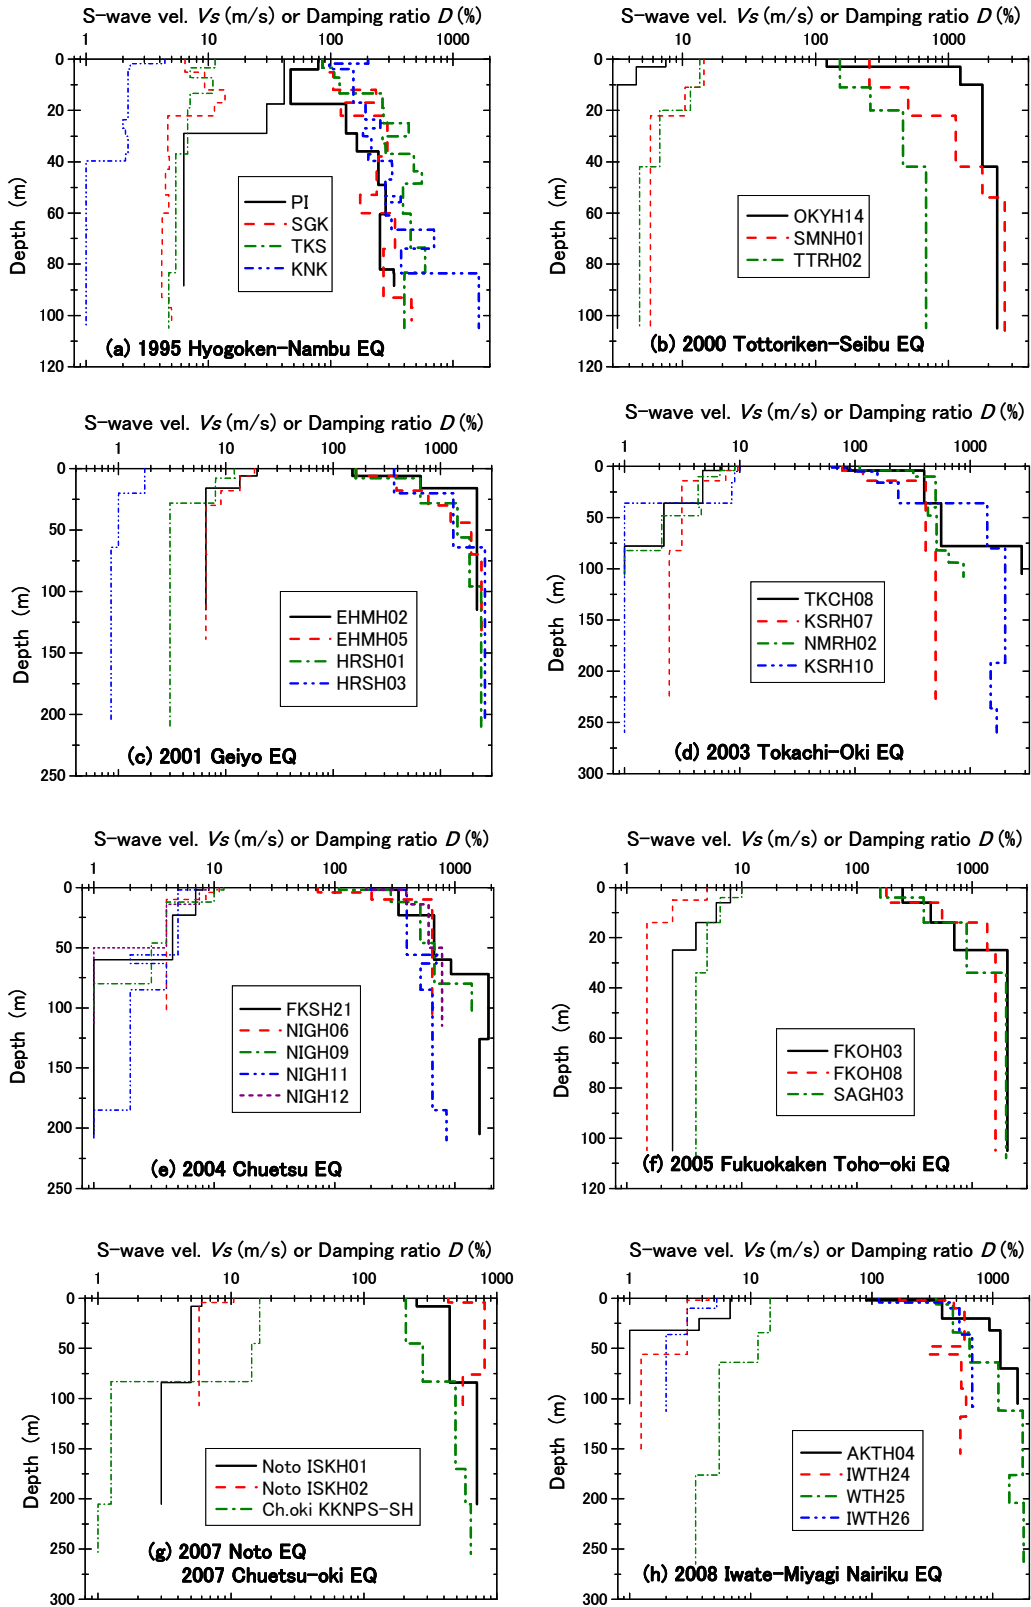 S-wave vel. Vs (m/s) or Damping ratio D (%)
1 10 100 1000
0
20
40
60
80
100
120
Depth (m)
PI
SGK
TKS
KNK
(a) 1995 Hyogoken-Nambu EQ
10 100 1000
0
20
40
60
80
100
120
Depth (m)
OKYH14
SMNH01
TTRH02
(b) 2000 Tottoriken-Seibu EQ
S-wave vel. Vs (m/s) or Damping ratio D (%)
1 10 100 1000
0
50
100
150
200
250
Depth (m)
EHMH02
EHMH05
HRSH01
HRSH03
(c) 2001 Geiyo EQ
S-wave vel. Vs (m/s) or Damping ratio D (%)
1 10 100 1000
0
50
100
150
200
250
300
Depth (m)
TKCH08
KSRH07
NMRH02
KSRH10
(d) 2003 Tokachi-Oki EQ
S-wave vel. Vs (m/s) or Damping ratio D (%)
1 10 100 1000
0
50
100
150
200
250
Depth (m)
FKSH21
NIGH06
NIGH09
NIGH11
NIGH12
(e) 2004 Chuetsu EQ
S-wave vel. Vs (m/s) or Damping ratio D (%)
1 10 100 1000
0
20
40
60
80
100
120
Depth (m)
FKOH03
FKOH08
SAGH03
(f) 2005 Fukuokaken Toho-oki EQ
S-wave vel. Vs (m/s) or Damping ratio D (%)
1 10 100 1000
0
50
100
150
200
250
300
Depth (m)
Noto ISKH01
Noto ISKH02
Ch.oki KKNPS-SH
(g) 2007 Noto EQ
2007 Chuetsu-oki EQ
S-wave vel. Vs (m/s) or Damping ratio D (%)
1 10 100 1000
0
50
100
150
200
250
300
Depth (m)
AKTH04
IWTH24
WTH25
IWTH26
(h) 2008 Iwate-Miyagi Nairiku EQ